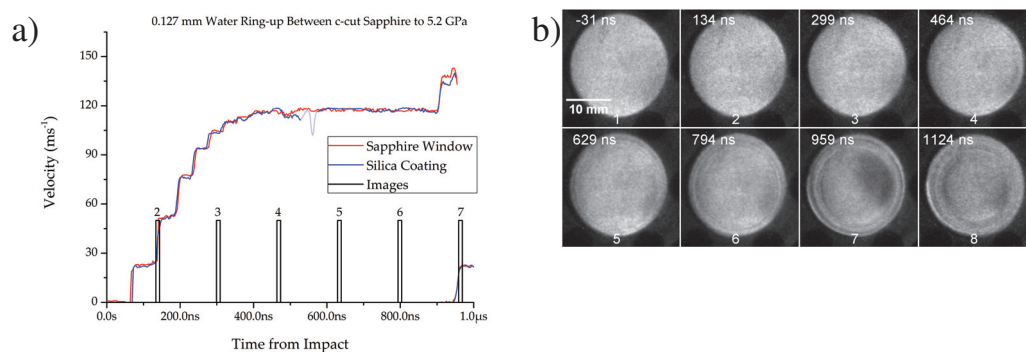 a)
0.127 mm Water Ring-up Between c-cut Sapphire to 5.2 GPa
150
120
90
60
30
0
Velocity (ms⁻¹)
Sapphire Window
Silica Coating
Images
2 3 4 5 6 7
0.0s 200.0ns 400.0ns 600.0ns 800.0ns 1.0µs
Time from Impact
b)
-31 ns 134 ns 299 ns 464 ns
10 mm
1 2 3 4
629 ns 794 ns 959 ns 1124 ns
5 6 7 8